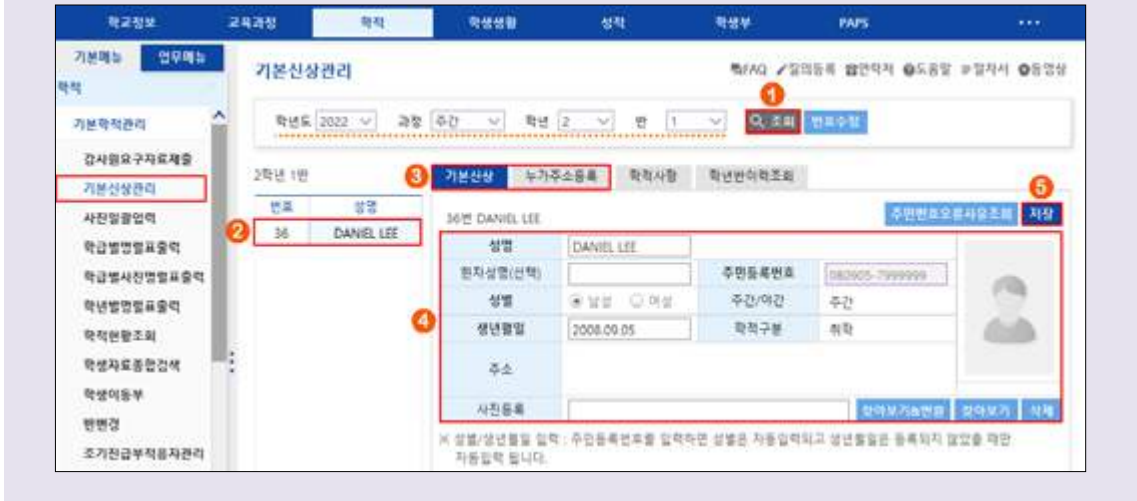 학교정보 교육과정 학적 학생생활 성적 학생부 PAPS ...
기본메뉴 업무메뉴
학적
기본학적관리
감사원요구자료제출
기본신상관리
사진일괄입력
학급별명렬표출력
학급별사진명렬표출력
학년별명렬표출력
학적현황조회
학생자료종합검색
학생이동부
반변경
조기진급부적응자관리
기본신상관리
FAQ 질의등록 연락처 도움말 절차서 동영상
1
학년도 2022 과정 주간 학년 2 반 1 조회 번호수정
2학년 1반
번호 성명
2 36 DANIEL LEE
3 기본신상 누가주소등록 학적사항 학년반이력조회
5
36번 DANIEL LEE 주민번호오류사유조회 저장
4
성명 DANIEL LEE
한자성명(선택) 주민등록번호 080905-7999999
성별 남성 여성 주간/야간 주간
생년월일 2008.09.05 학적구분 취학
주소
사진등록 찾아보기&변환 찾아보기 삭제
※ 성별/생년월일 입력 : 주민등록번호를 입력하면 성별은 자동입력되고 생년월일은 등록되지 않았을 때만
자동입력 됩니다.